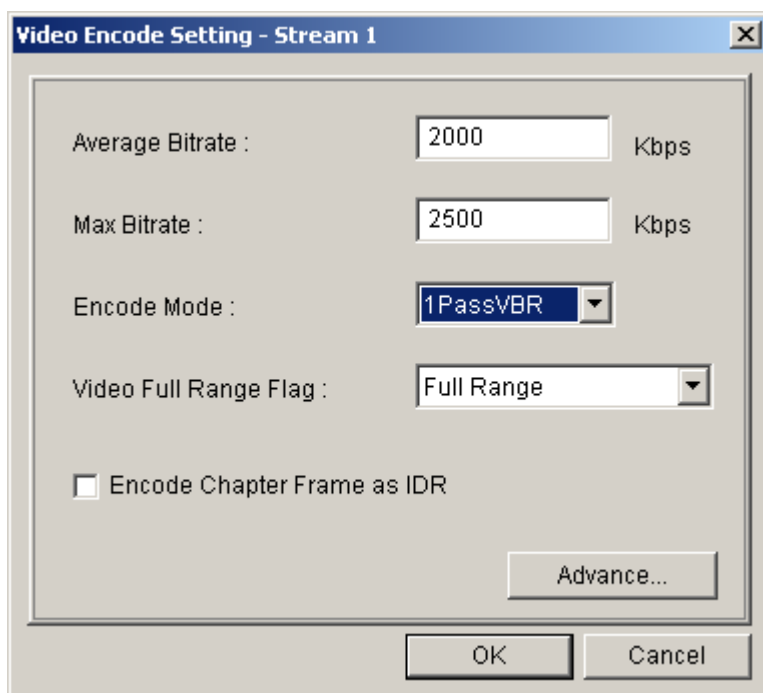 Video Encode Setting - Stream 1
Average Bitrate : 2000 Kbps
Max Bitrate : 2500 Kbps
Encode Mode : 1PassVBR
Video Full Range Flag : Full Range
Encode Chapter Frame as IDR
Advance...
OK Cancel